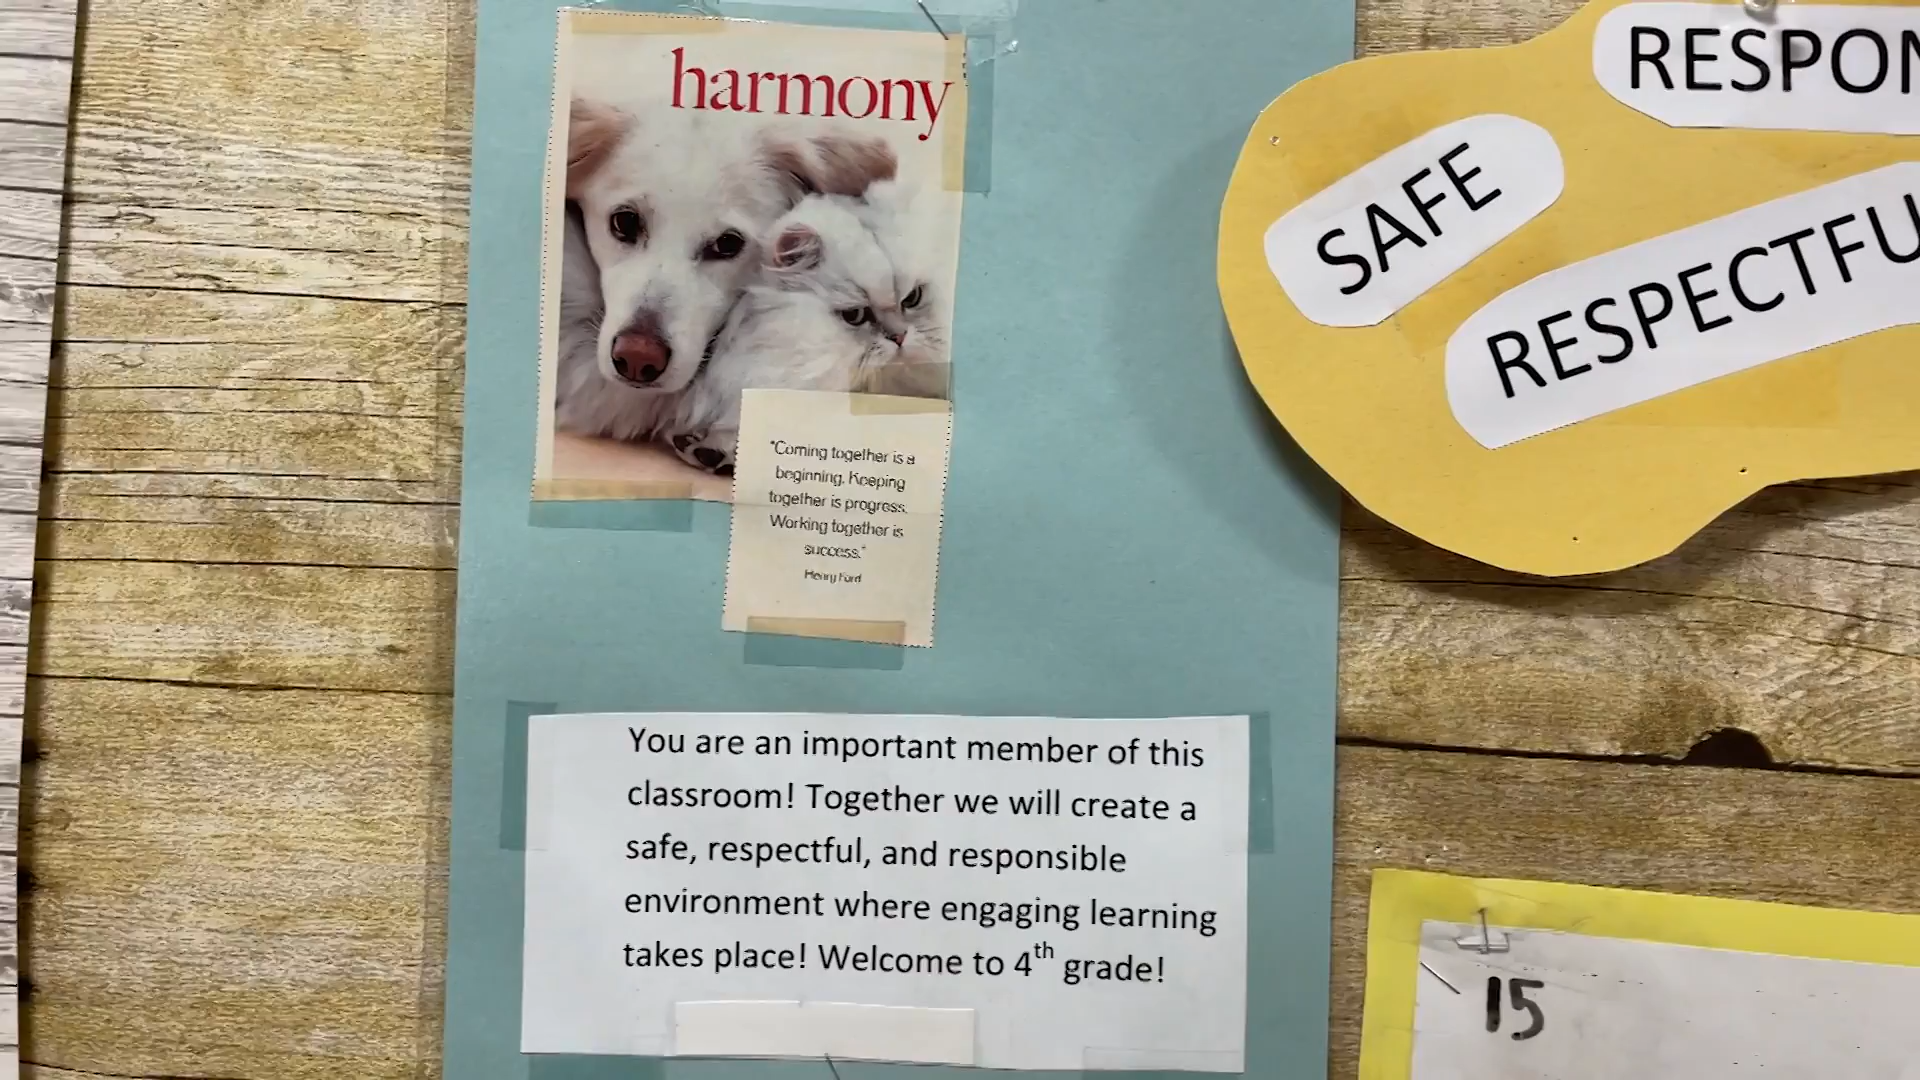 harmony
"Coming together is a
beginning. Keeping
together is progress.
Working together is
success."
Henry Ford
You are an important member of this
classroom! Together we will create a
safe, respectful, and responsible
environment where engaging learning
takes place! Welcome to 4th grade!
RESPON
SAFE
RESPECTFU
15